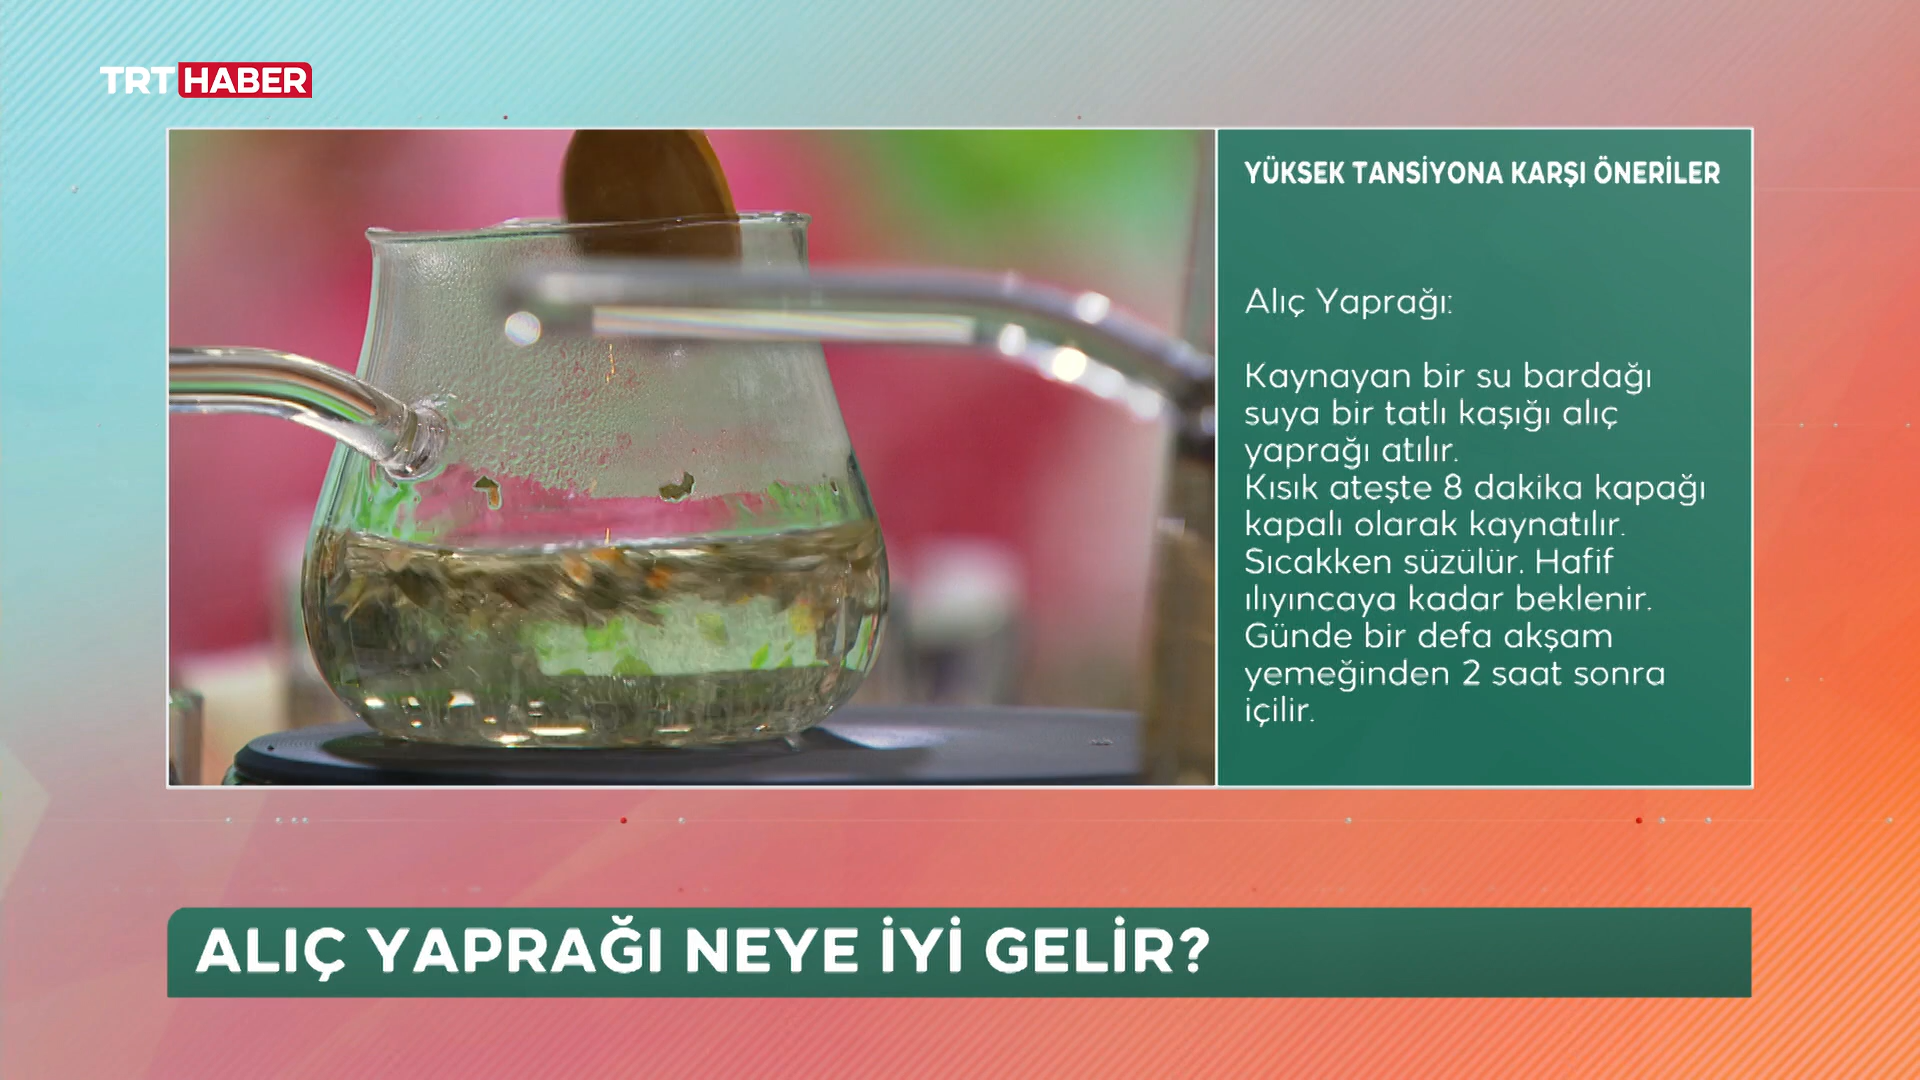 TRT HABER
YÜKSEK TANSİYONA KARŞI ÖNERİLER
Alıç Yaprağı:
Kaynayan bir su bardağı
suya bir tatlı kaşığı alıç
yaprağı atılır.
Kısık ateşte 8 dakika kapağı
kapalı olarak kaynatılır.
Sıcakken süzülür. Hafif
ılıyıncaya kadar beklenir.
Günde bir defa akşam
yemeğinden 2 saat sonra
içilir.
ALIÇ YAPRAĞI NEYE İYİ GELİR?